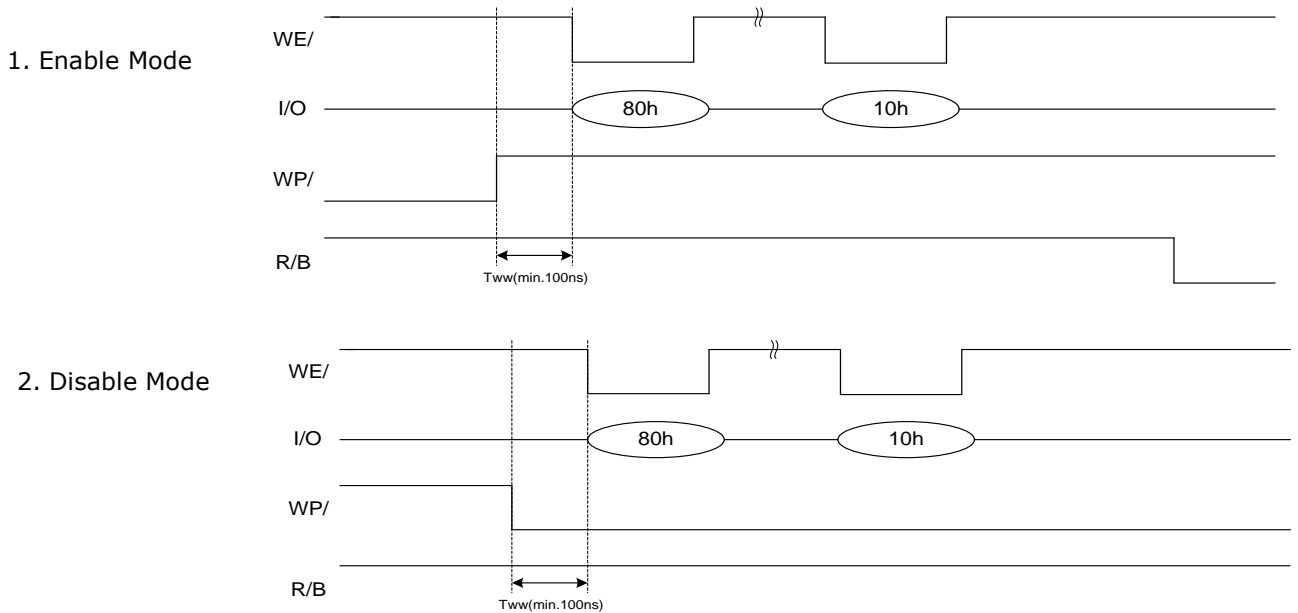 WE/
1. Enable Mode
I/O 80h 10h
WP/
R/B
Tww(min.100ns)
WE/
2. Disable Mode
I/O 80h 10h
WP/
R/B
Tww(min.100ns)